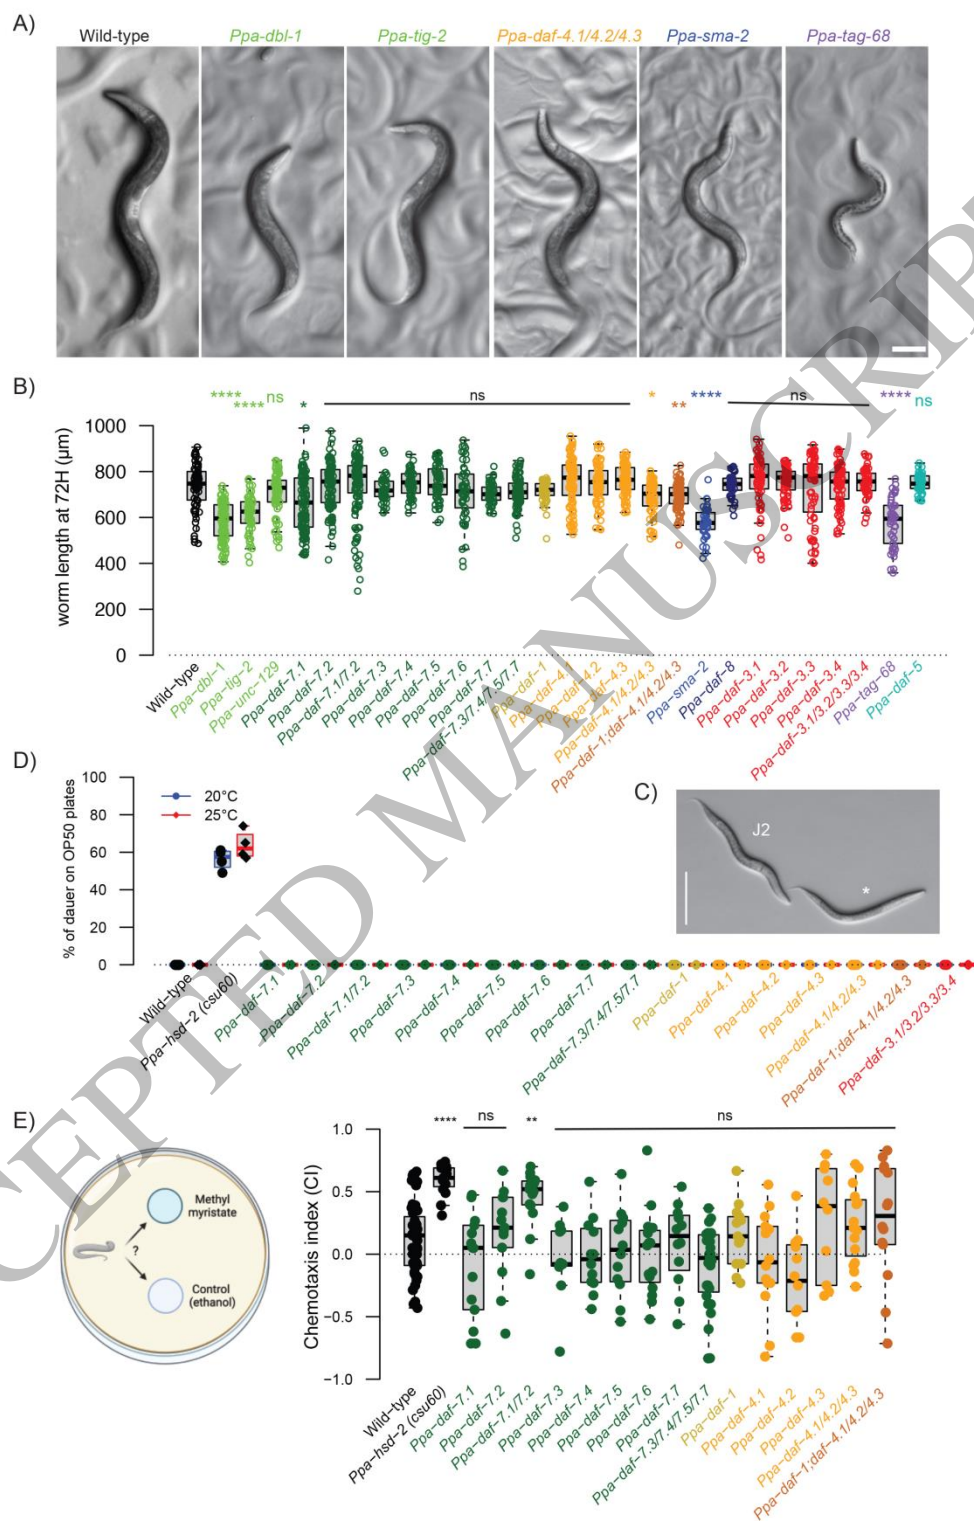 A)
Wild-type
Ppa-dbl-1
Ppa-tig-2
Ppa-daf-4.1/4.2/4.3
Ppa-sma-2
Ppa-tag-68
B)
**** **** ns * ns * ** **** ns **** ns
worm length at 72H (µm)
1000
800
600
400
200
0
Wild-type
Ppa-dbl-1
Ppa-tig-2
Ppa-unc-129
Ppa-daf-7.1
Ppa-daf-7.2
Ppa-daf-7.1/7.2
Ppa-daf-7.3
Ppa-daf-7.4
Ppa-daf-7.5
Ppa-daf-7.6
Ppa-daf-7.7
Ppa-daf-7.3/7.4/7.5/7.7
Ppa-daf-1
Ppa-daf-4.1
Ppa-daf-4.2
Ppa-daf-4.3
Ppa-daf-4.1/4.2/4.3
Ppa-daf-1;daf-4.1/4.2/4.3
Ppa-sma-2
Ppa-daf-8
Ppa-daf-3.1
Ppa-daf-3.2
Ppa-daf-3.3
Ppa-daf-3.4
Ppa-daf-3.1/3.2/3.3/3.4
Ppa-tag-68
Ppa-daf-5
D)
% of dauer on OP50 plates
100
80
60
40
20
0
20°C
25°C
Wild-type
Ppa-hsd-2 (csu60)
Ppa-daf-7.1
Ppa-daf-7.2
Ppa-daf-7.1/7.2
Ppa-daf-7.3
Ppa-daf-7.4
Ppa-daf-7.5
Ppa-daf-7.6
Ppa-daf-7.7
Ppa-daf-7.3/7.4/7.5/7.7
Ppa-daf-1
Ppa-daf-4.1
Ppa-daf-4.2
Ppa-daf-4.3
Ppa-daf-4.1/4.2/4.3
Ppa-daf-1;daf-4.1/4.2/4.3
Ppa-daf-3.1/3.2/3.3/3.4
C)
J2
*
E)
Methyl
myristate
?
Control
(ethanol)
**** ns ** ns
Chemotaxis index (CI)
1.0
0.5
0.0
-0.5
-1.0
Wild-type
Ppa-hsd-2 (csu60)
Ppa-daf-7.1
Ppa-daf-7.2
Ppa-daf-7.1/7.2
Ppa-daf-7.3
Ppa-daf-7.4
Ppa-daf-7.5
Ppa-daf-7.6
Ppa-daf-7.7
Ppa-daf-7.3/7.4/7.5/7.7
Ppa-daf-1
Ppa-daf-4.1
Ppa-daf-4.2
Ppa-daf-4.3
Ppa-daf-4.1/4.2/4.3
Ppa-daf-1;daf-4.1/4.2/4.3
CEPTED MANUSCRIPT